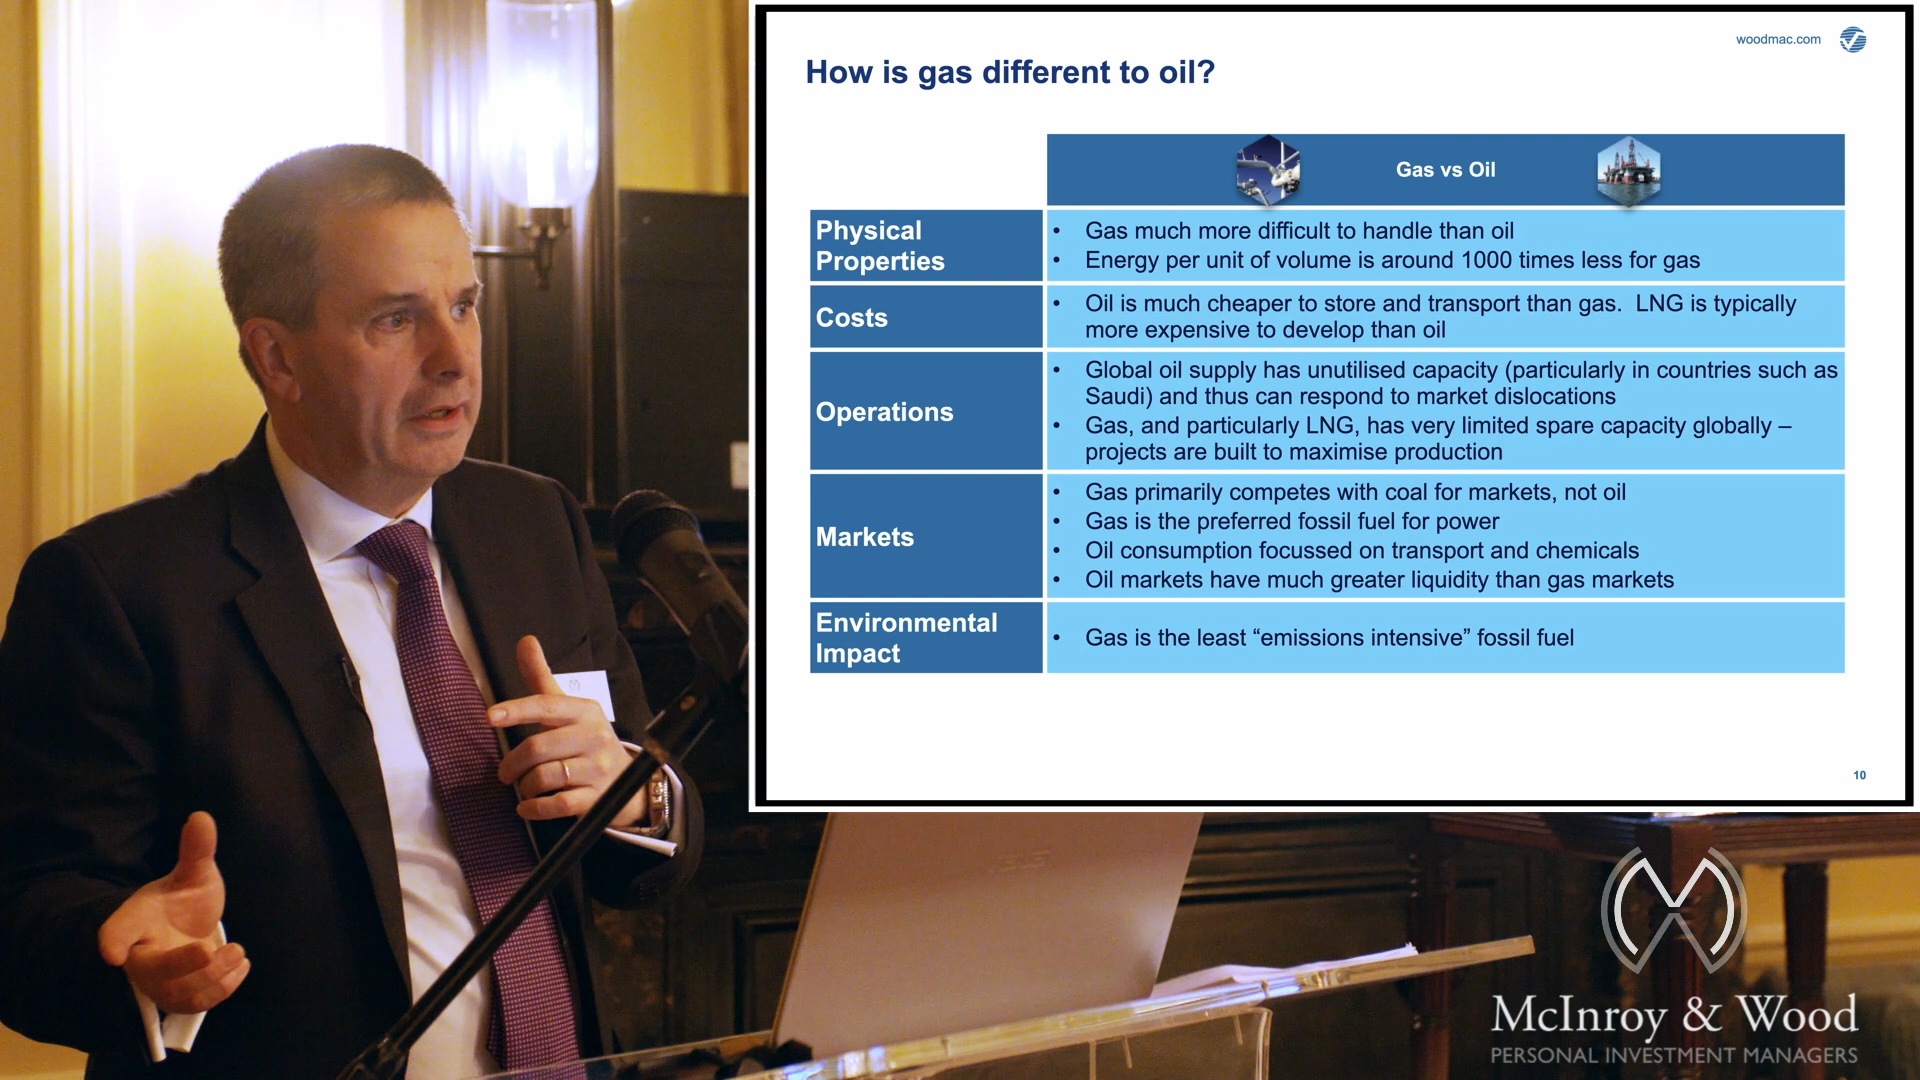 woodmac.com
How is gas different to oil?
Gas vs Oil
Physical
Properties
• Gas much more difficult to handle than oil
• Energy per unit of volume is around 1000 times less for gas
Costs
• Oil is much cheaper to store and transport than gas.  LNG is typically
more expensive to develop than oil
Operations
• Global oil supply has unutilised capacity (particularly in countries such as
Saudi) and thus can respond to market dislocations
• Gas, and particularly LNG, has very limited spare capacity globally –
projects are built to maximise production
Markets
• Gas primarily competes with coal for markets, not oil
• Gas is the preferred fossil fuel for power
• Oil consumption focussed on transport and chemicals
• Oil markets have much greater liquidity than gas markets
Environmental
Impact
• Gas is the least “emissions intensive” fossil fuel
10
McInroy & Wood
PERSONAL INVESTMENT MANAGERS